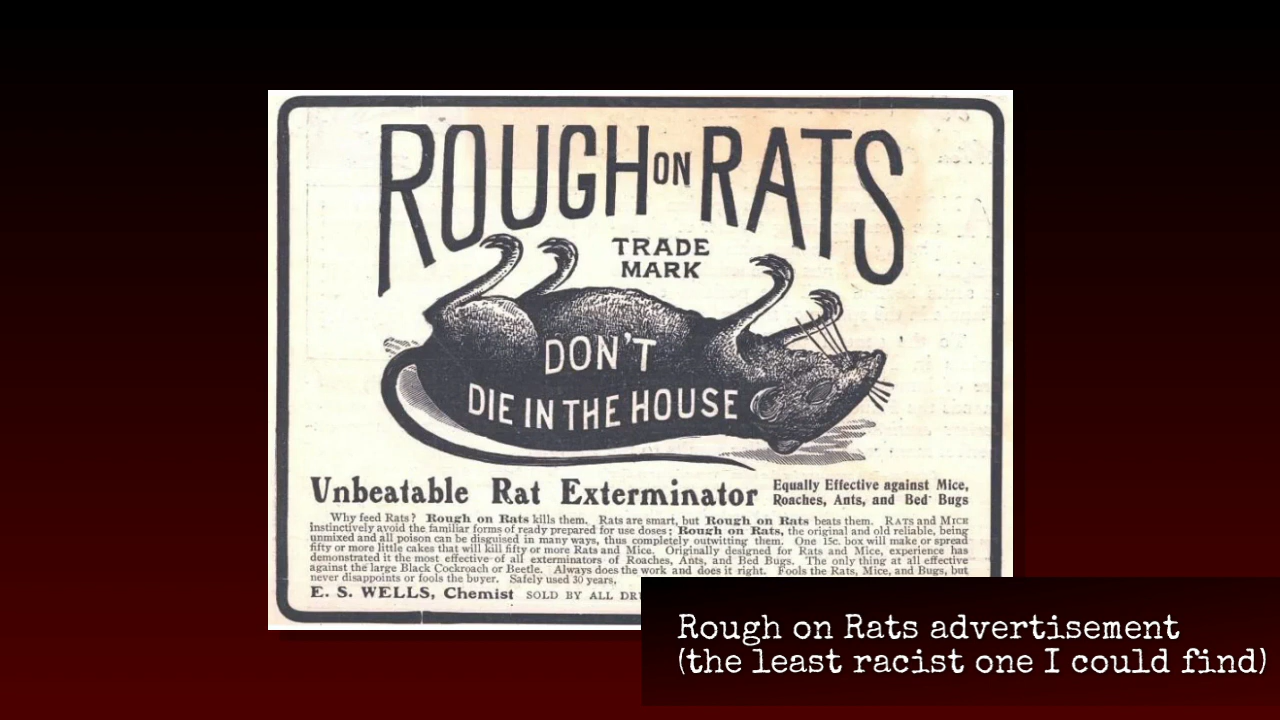 ROUGH ON RATS
TRADE
MARK
DON'T
DIE IN THE HOUSE
Unbeatable Rat Exterminator
Equally Effective against Mice,
Roaches, Ants, and Bed Bugs
Why feed Rats? Rough on Rats kills them. Rats are smart, but Rough on Rats beats them. RATS and MICE
instinctively avoid the familiar forms of ready prepared for use doses; Rough on Rats, the original and old reliable, being
unmixed and all poison can be disguised in many ways, thus completely outwitting them. One 15c. box will make or spread
fifty or more little cakes that will kill fifty or more Rats and Mice. Originally designed for Rats and Mice, experience has
demonstrated it the most effective of all exterminators of Roaches, Ants, and Bed Bugs. The only thing at all effective
against the large Black Cockroach or Beetle. Always does the work and does it right. Fools the Rats, Mice, and Bugs, but
never disappoints or fools the buyer. Safely used 30 years,
E. S. WELLS, Chemist SOLD BY ALL
Rough on Rats advertisement
(the least racist one I could find)